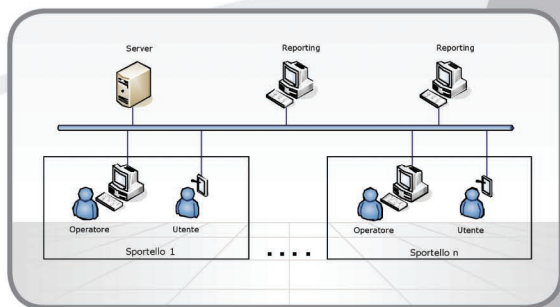 Server Reporting Reporting
Operatore Utente Operatore Utente
Sportello 1 .... Sportello n